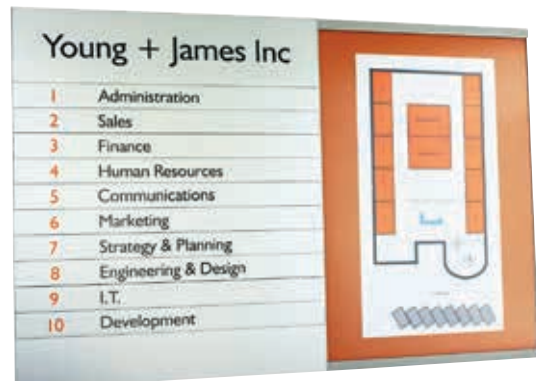 Young + James Inc
1 Administration
2 Sales
3 Finance
4 Human Resources
5 Communications
6 Marketing
7 Strategy & Planning
8 Engineering & Design
9 I.T.
10 Development